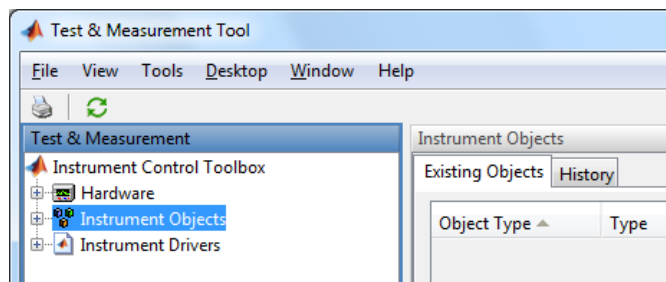 Test & Measurement Tool
File View Tools Desktop Window Help
Test & Measurement
Instrument Control Toolbox
Hardware
Instrument Objects
Instrument Drivers
Instrument Objects
Existing Objects History
Object Type Type